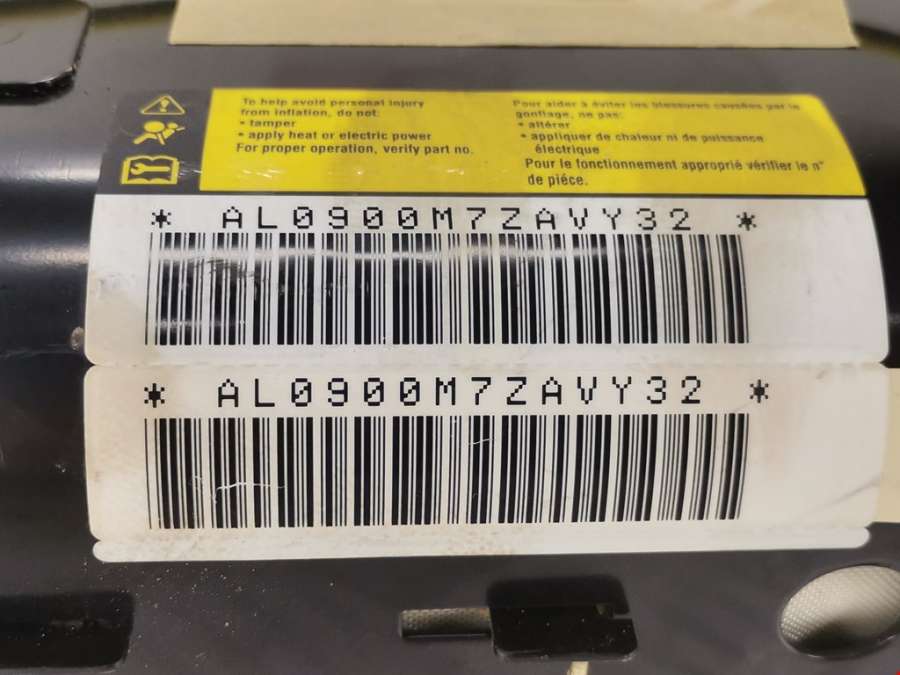 To help avoid personal injury
from inflation, do not:
• tamper
• apply heat or electric power
For proper operation, verify part no.
Pour aider à éviter les blessures causées par le
gonflage, ne pas:
• altérer
• appliquer de chaleur ni de puissance
électrique
Pour le fonctionnement approprié vérifier le n°
de piéce.
* AL0900M7ZAVY32 *
* AL0900M7ZAVY32 *